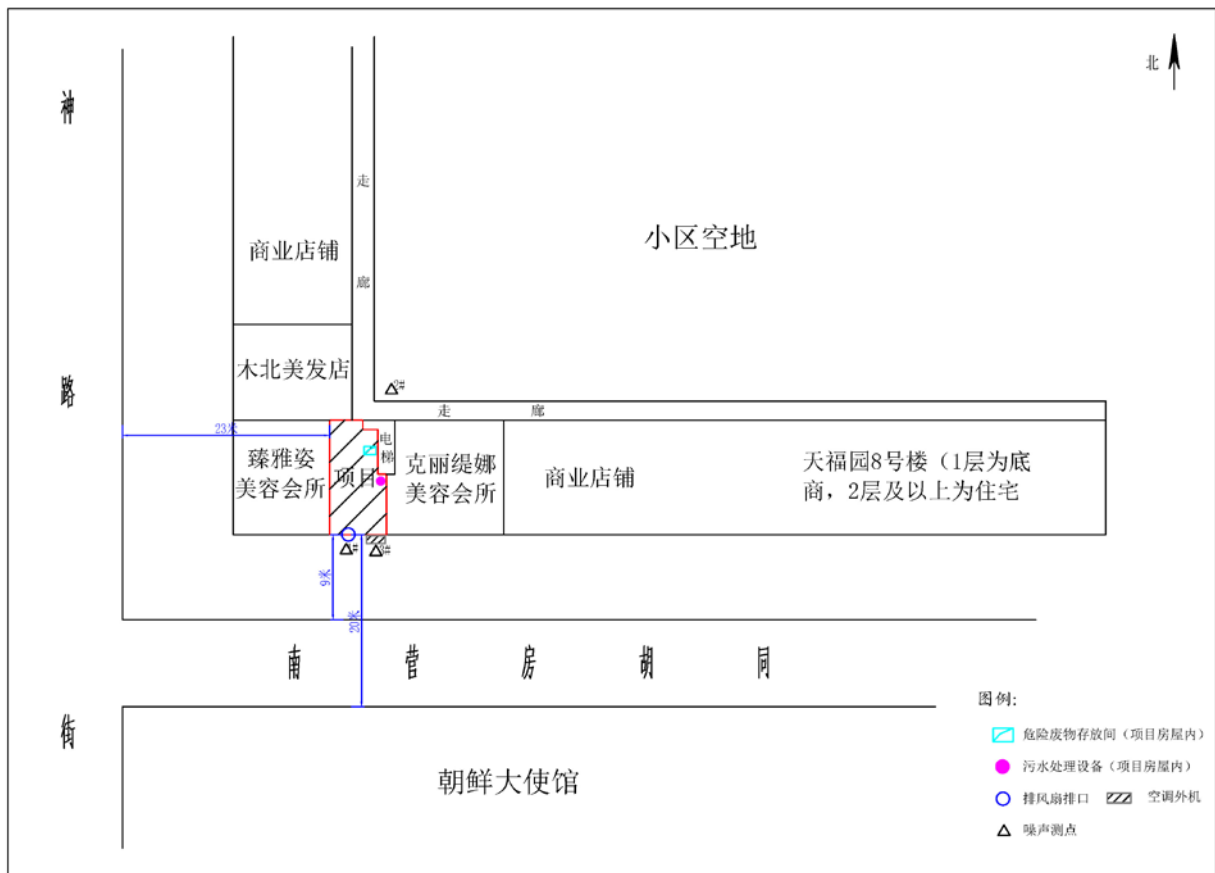 北
神
路
街
走
廊
商业店铺
小区空地
木北美发店
2#
走 廊
23米
电
梯
臻雅姿
美容会所
项目
克丽缇娜
美容会所
商业店铺
天福园8号楼（1层为底
商，2层及以上为住宅
1#
3#
9米
20米
南 营 房 胡 同
朝鲜大使馆
图例:
危险废物存放间（项目房屋内）
污水处理设备（项目房屋内）
排风扇排口
空调外机
噪声测点